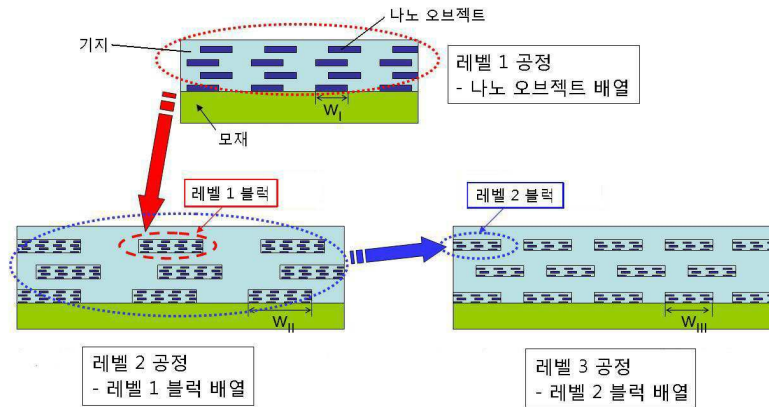 나노 오브젝트
기지
레벨 1 공정
- 나노 오브젝트 배열
WI
모재
레벨 1 블럭
레벨 2 블럭
WII
WIII
레벨 2 공정
- 레벨 1 블럭 배열
레벨 3 공정
- 레벨 2 블럭 배열